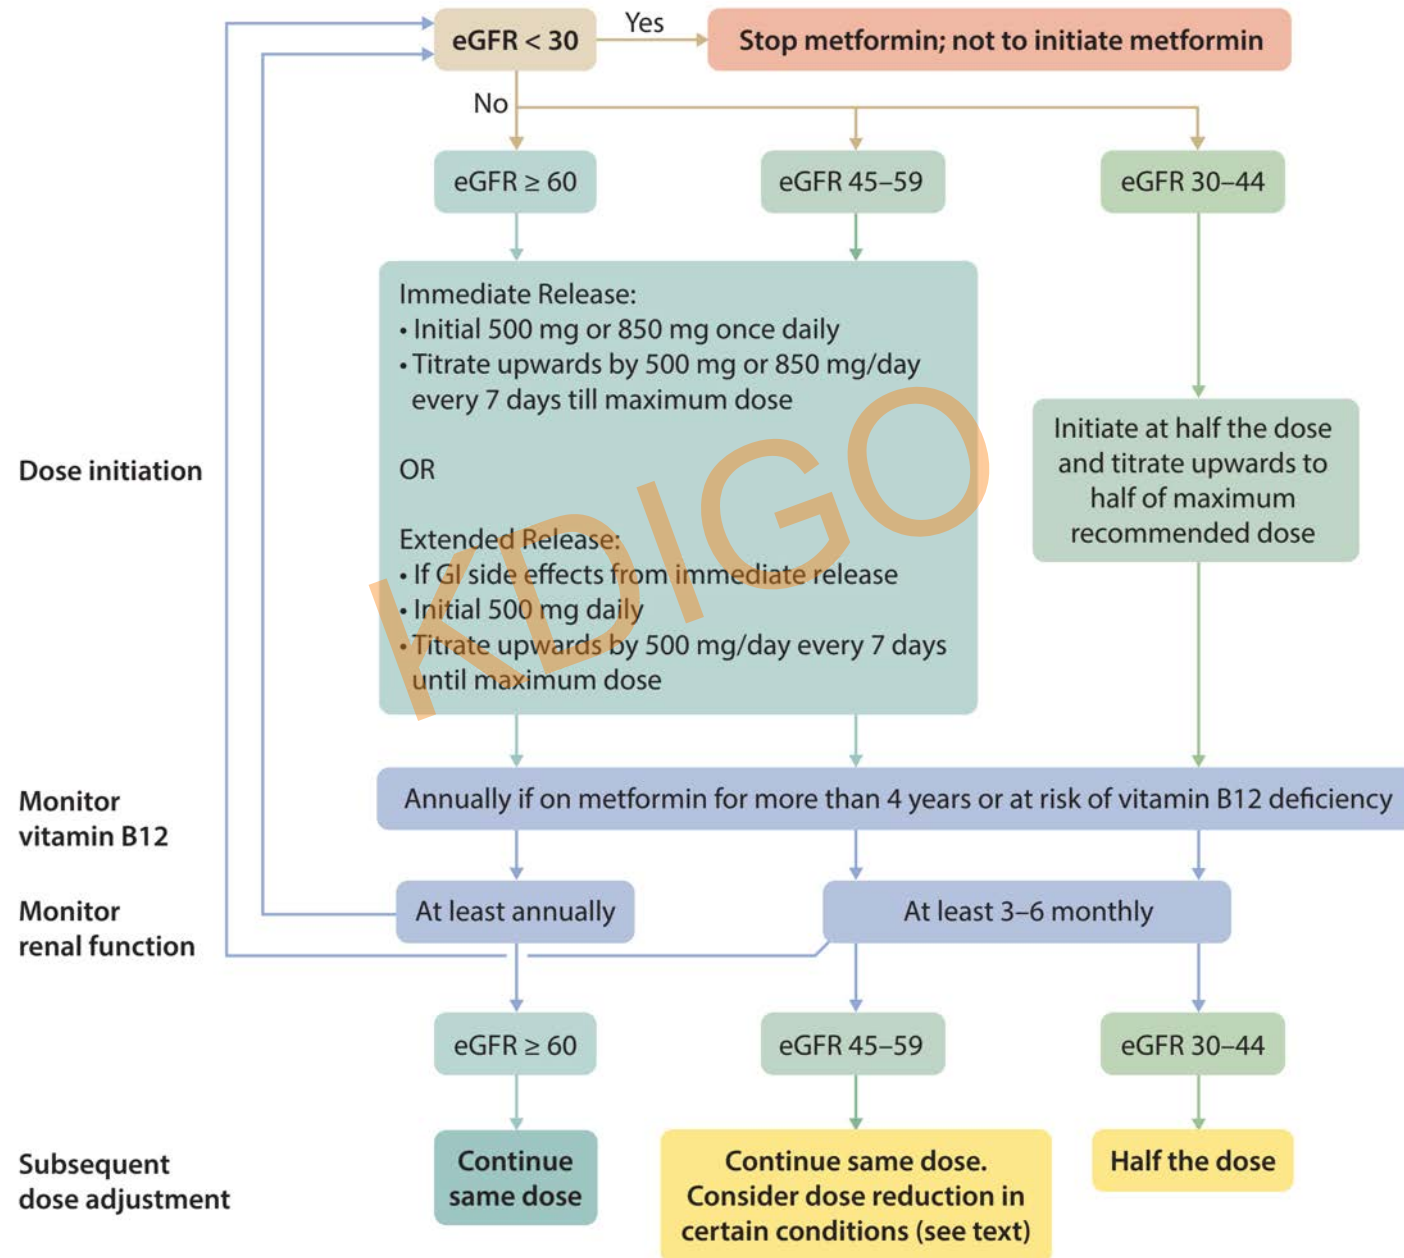 eGFR < 30
Yes
Stop metformin; not to initiate metformin
No
eGFR ≥ 60
eGFR 45–59
eGFR 30–44
Dose initiation
Immediate Release:
• Initial 500 mg or 850 mg once daily
• Titrate upwards by 500 mg or 850 mg/day
every 7 days till maximum dose
OR
Extended Release:
• If GI side effects from immediate release
• Initial 500 mg daily
• Titrate upwards by 500 mg/day every 7 days
until maximum dose
Initiate at half the dose
and titrate upwards to
half of maximum
recommended dose
KDIGO
Monitor
vitamin B12
Annually if on metformin for more than 4 years or at risk of vitamin B12 deficiency
Monitor
renal function
At least annually
At least 3–6 monthly
eGFR ≥ 60
eGFR 45–59
eGFR 30–44
Subsequent
dose adjustment
Continue
same dose
Continue same dose.
Consider dose reduction in
certain conditions (see text)
Half the dose